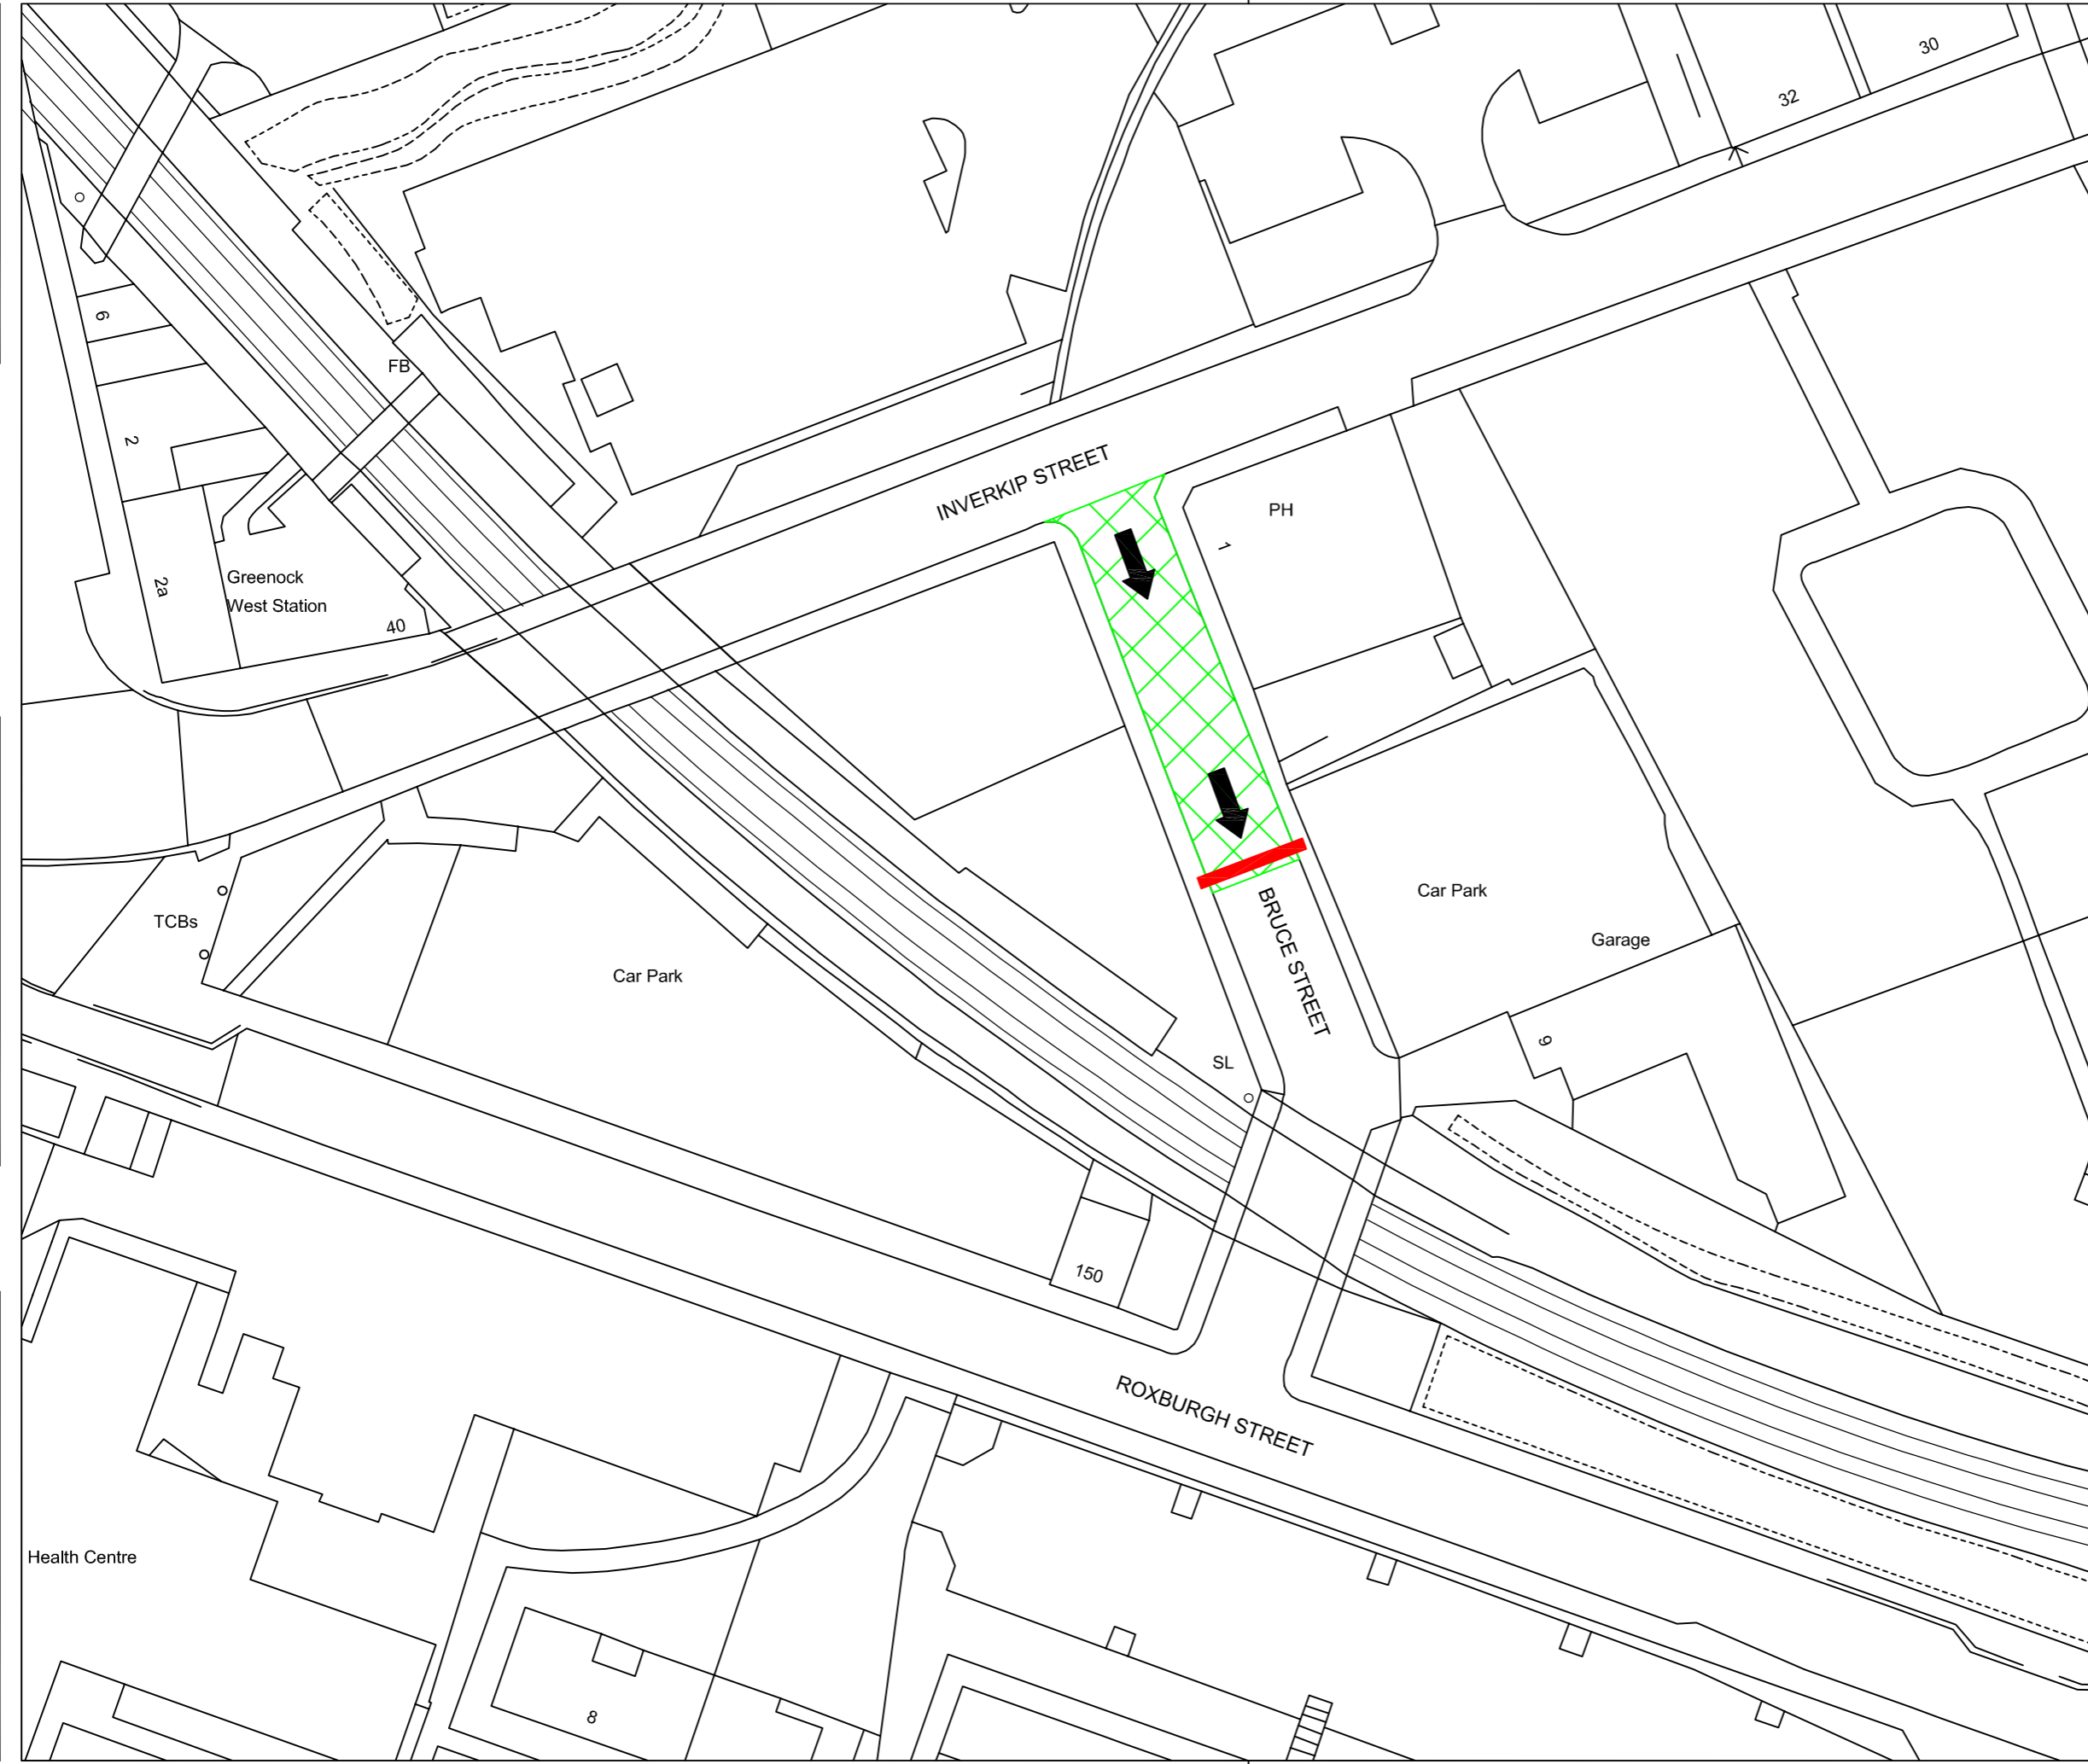 30
32
6
FB
2
INVERKIP STREET
PH
1
2a
Greenock
West Station
40
Car Park
BRUCE STREET
TCBs
Garage
Car Park
9
SL
150
ROXBURGH STREET
Health Centre
8